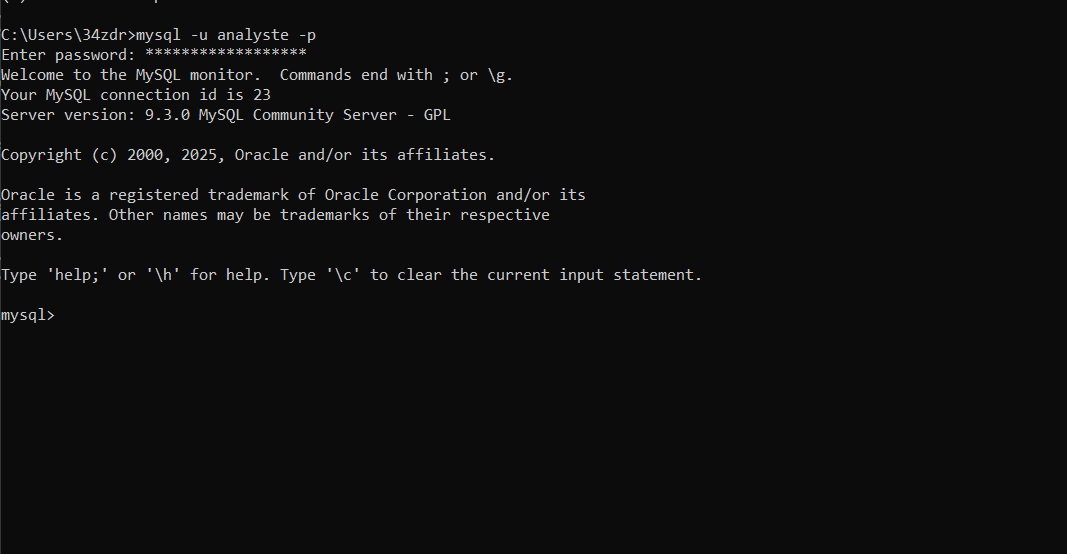 C:\Users\34zdr>mysql -u analyste -p
Enter password: ******************
Welcome to the MySQL monitor.  Commands end with ; or \g.
Your MySQL connection id is 23
Server version: 9.3.0 MySQL Community Server - GPL
Copyright (c) 2000, 2025, Oracle and/or its affiliates.
Oracle is a registered trademark of Oracle Corporation and/or its
affiliates. Other names may be trademarks of their respective
owners.
Type 'help;' or '\h' for help. Type '\c' to clear the current input statement.
mysql>